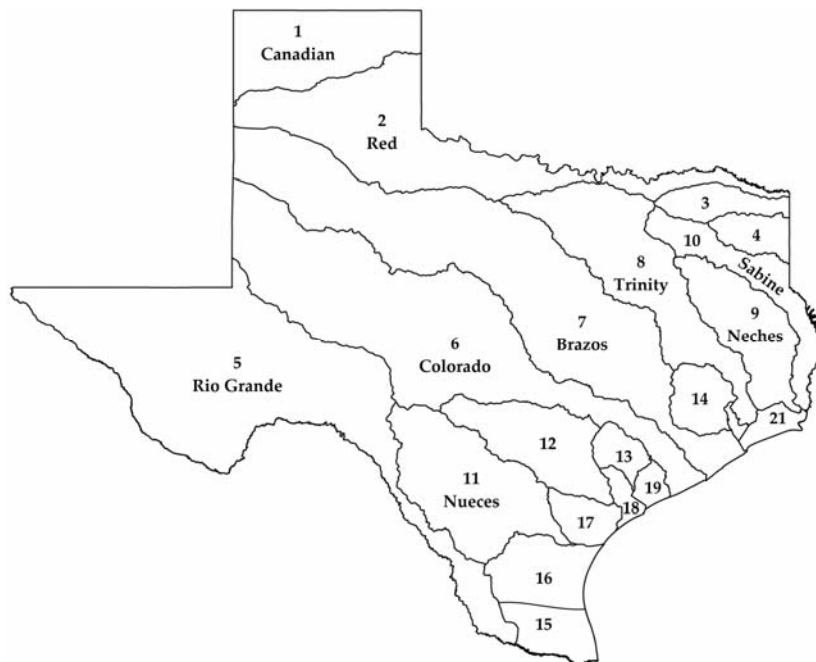 1
Canadian
2
Red
3
4
10
Sabine
8
Trinity
9
Neches
7
Brazos
6
Colorado
5
Rio Grande
14
21
12
13
11
Nueces
19
18
17
16
15